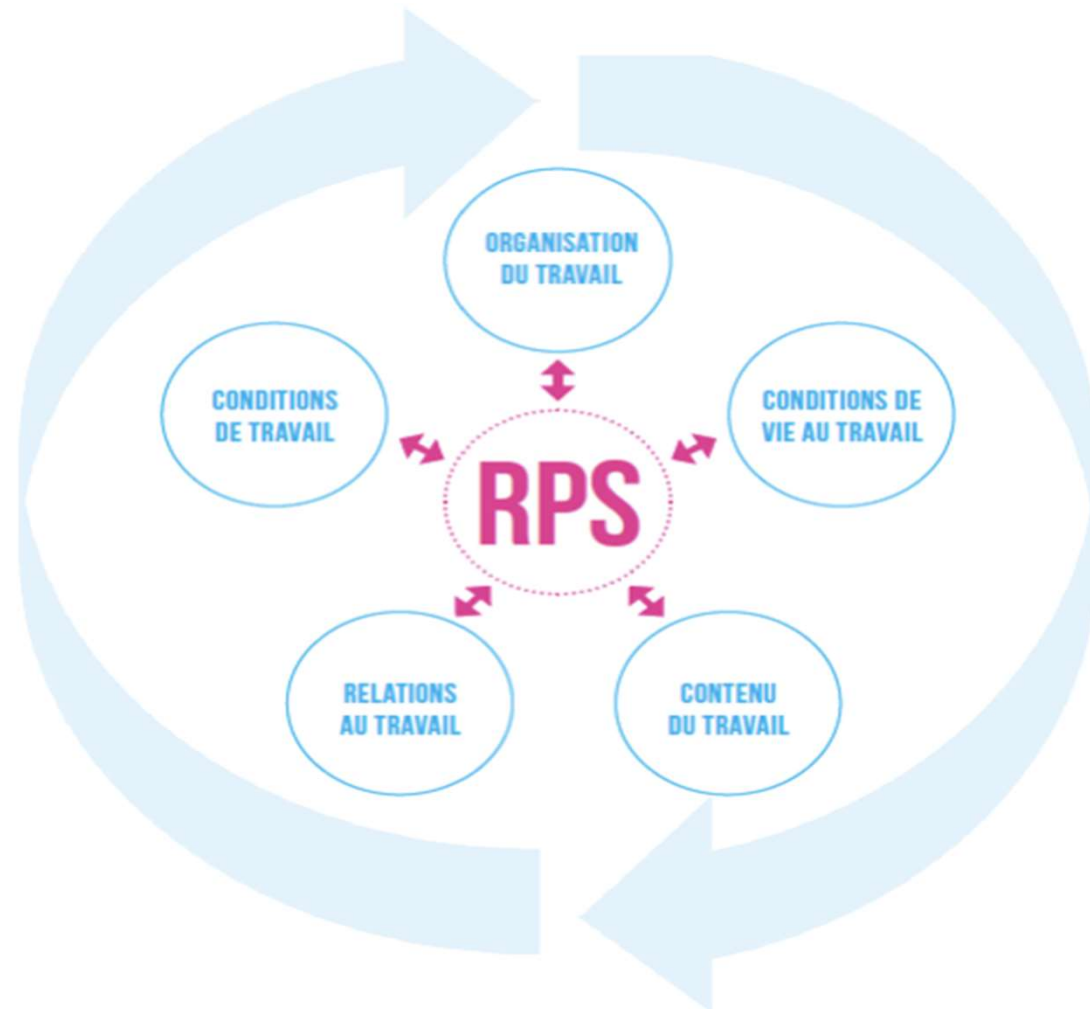 ORGANISATION
DU TRAVAIL
CONDITIONS
DE TRAVAIL
CONDITIONS DE
VIE AU TRAVAIL
RPS
RELATIONS
AU TRAVAIL
CONTENU
DU TRAVAIL